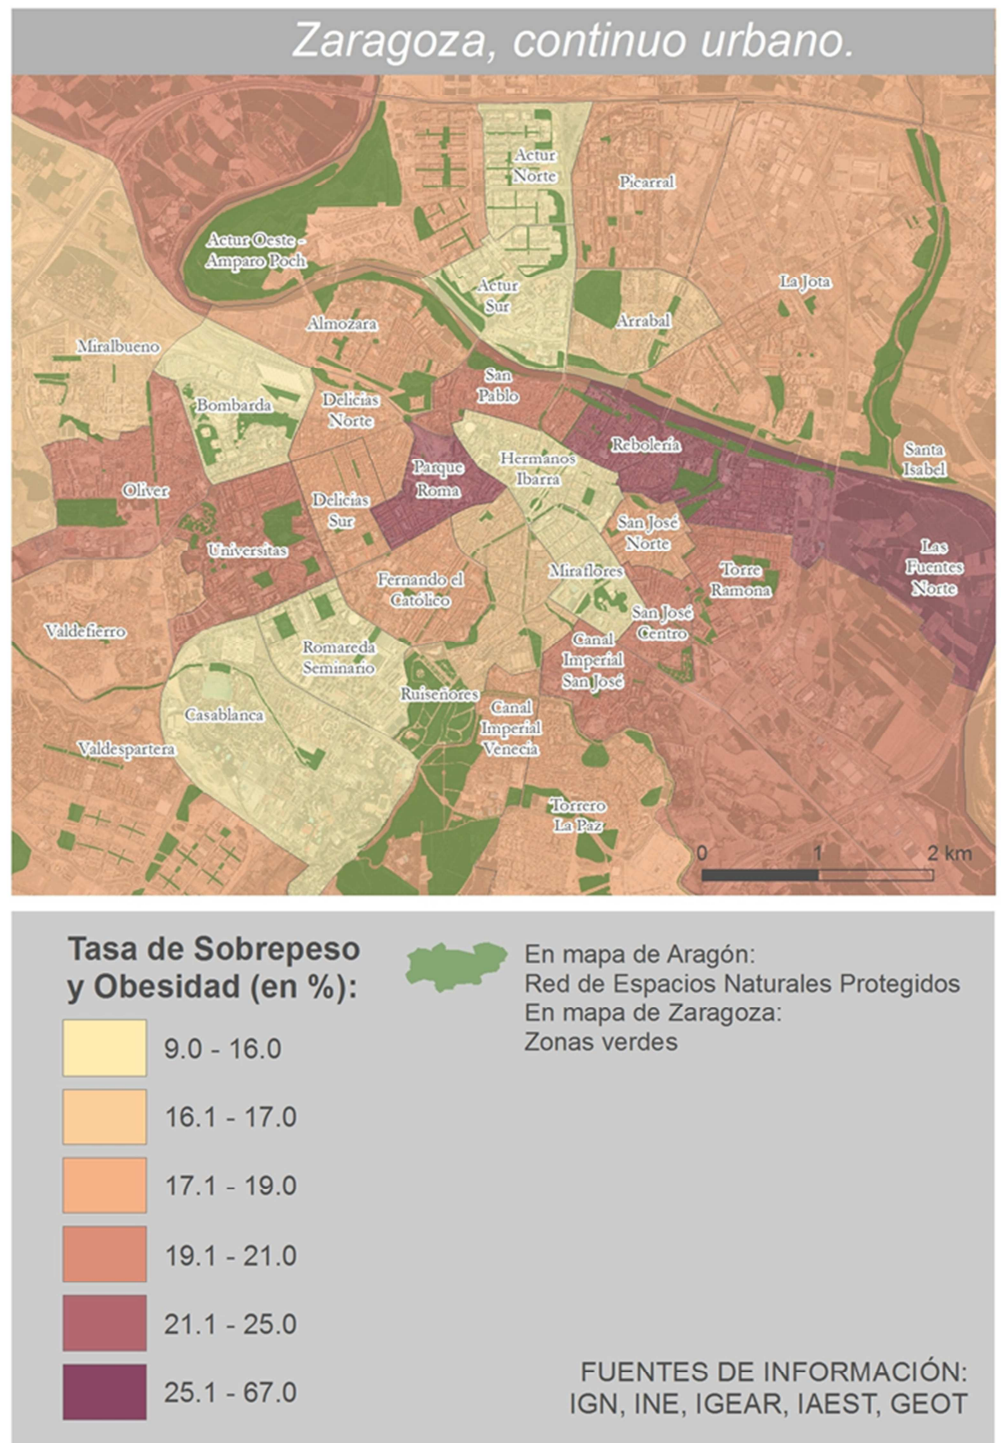 Zaragoza, continuo urbano.
Actur
Norte
Picarral
Actur Oeste -
Amparo Poch
La Jota
Actur
Sur
Almozara
Arrabal
Miralbueno
San
Pablo
Bombarda
Delicias
Norte
Rebolería
Hermanos
Ibarra
Santa
Isabel
Parque
Roma
Oliver
Delicias
Sur
San José
Norte
Universitas
Las
Fuentes
Norte
Miraflores
Torre
Ramona
Fernando el
Católico
Valdefierro
San José
Centro
Canal
Imperial
San José
Romareda
Seminario
Ruiseñores
Casablanca
Canal
Imperial
Venecia
Valdespartera
Torrero
La Paz
0 1 2 km
Tasa de Sobrepeso
y Obesidad (en %):
En mapa de Aragón:
Red de Espacios Naturales Protegidos
En mapa de Zaragoza:
Zonas verdes
9.0 - 16.0
16.1 - 17.0
17.1 - 19.0
19.1 - 21.0
21.1 - 25.0
25.1 - 67.0
FUENTES DE INFORMACIÓN:
IGN, INE, IGEAR, IAEST, GEOT